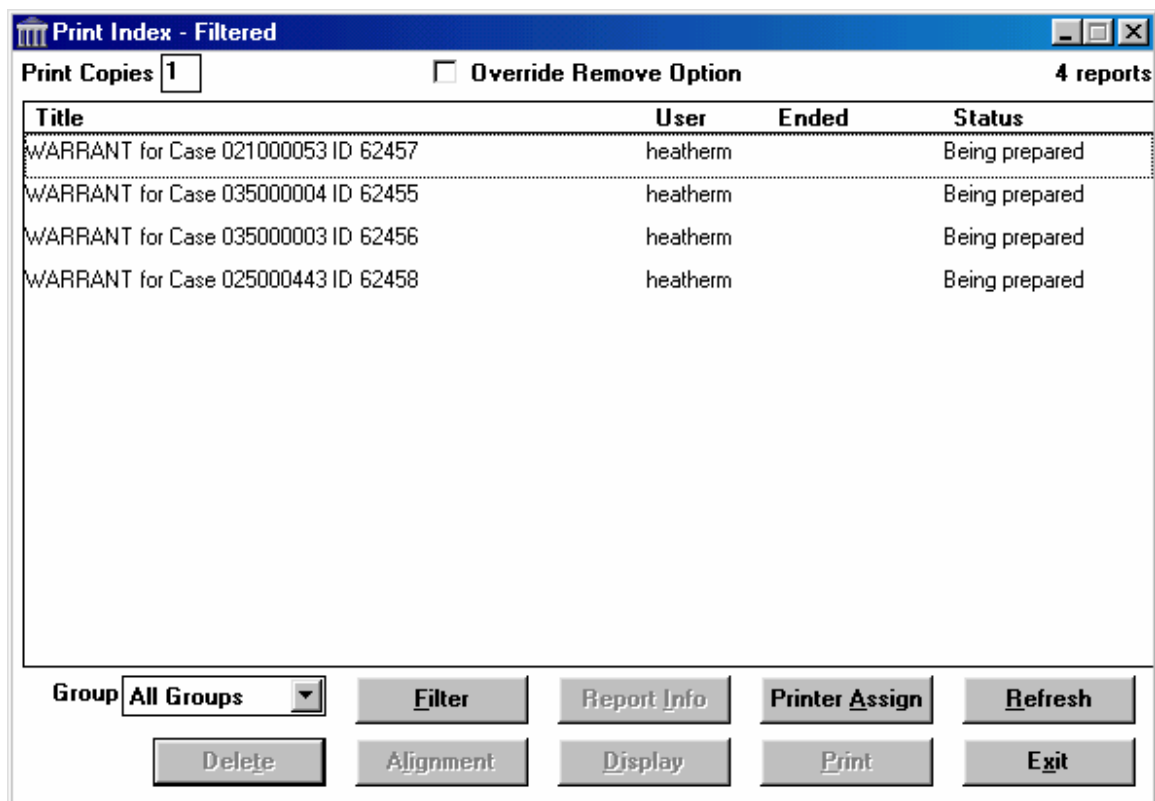 Print Index - Filtered
Print Copies 1 Override Remove Option 4 reports
Title User Ended Status
WARRANT for Case 021000053 ID 62457 heatherm Being prepared
WARRANT for Case 035000004 ID 62455 heatherm Being prepared
WARRANT for Case 035000003 ID 62456 heatherm Being prepared
WARRANT for Case 025000443 ID 62458 heatherm Being prepared
Group All Groups Filter Report Info Printer Assign Refresh
Delete Alignment Display Print Exit